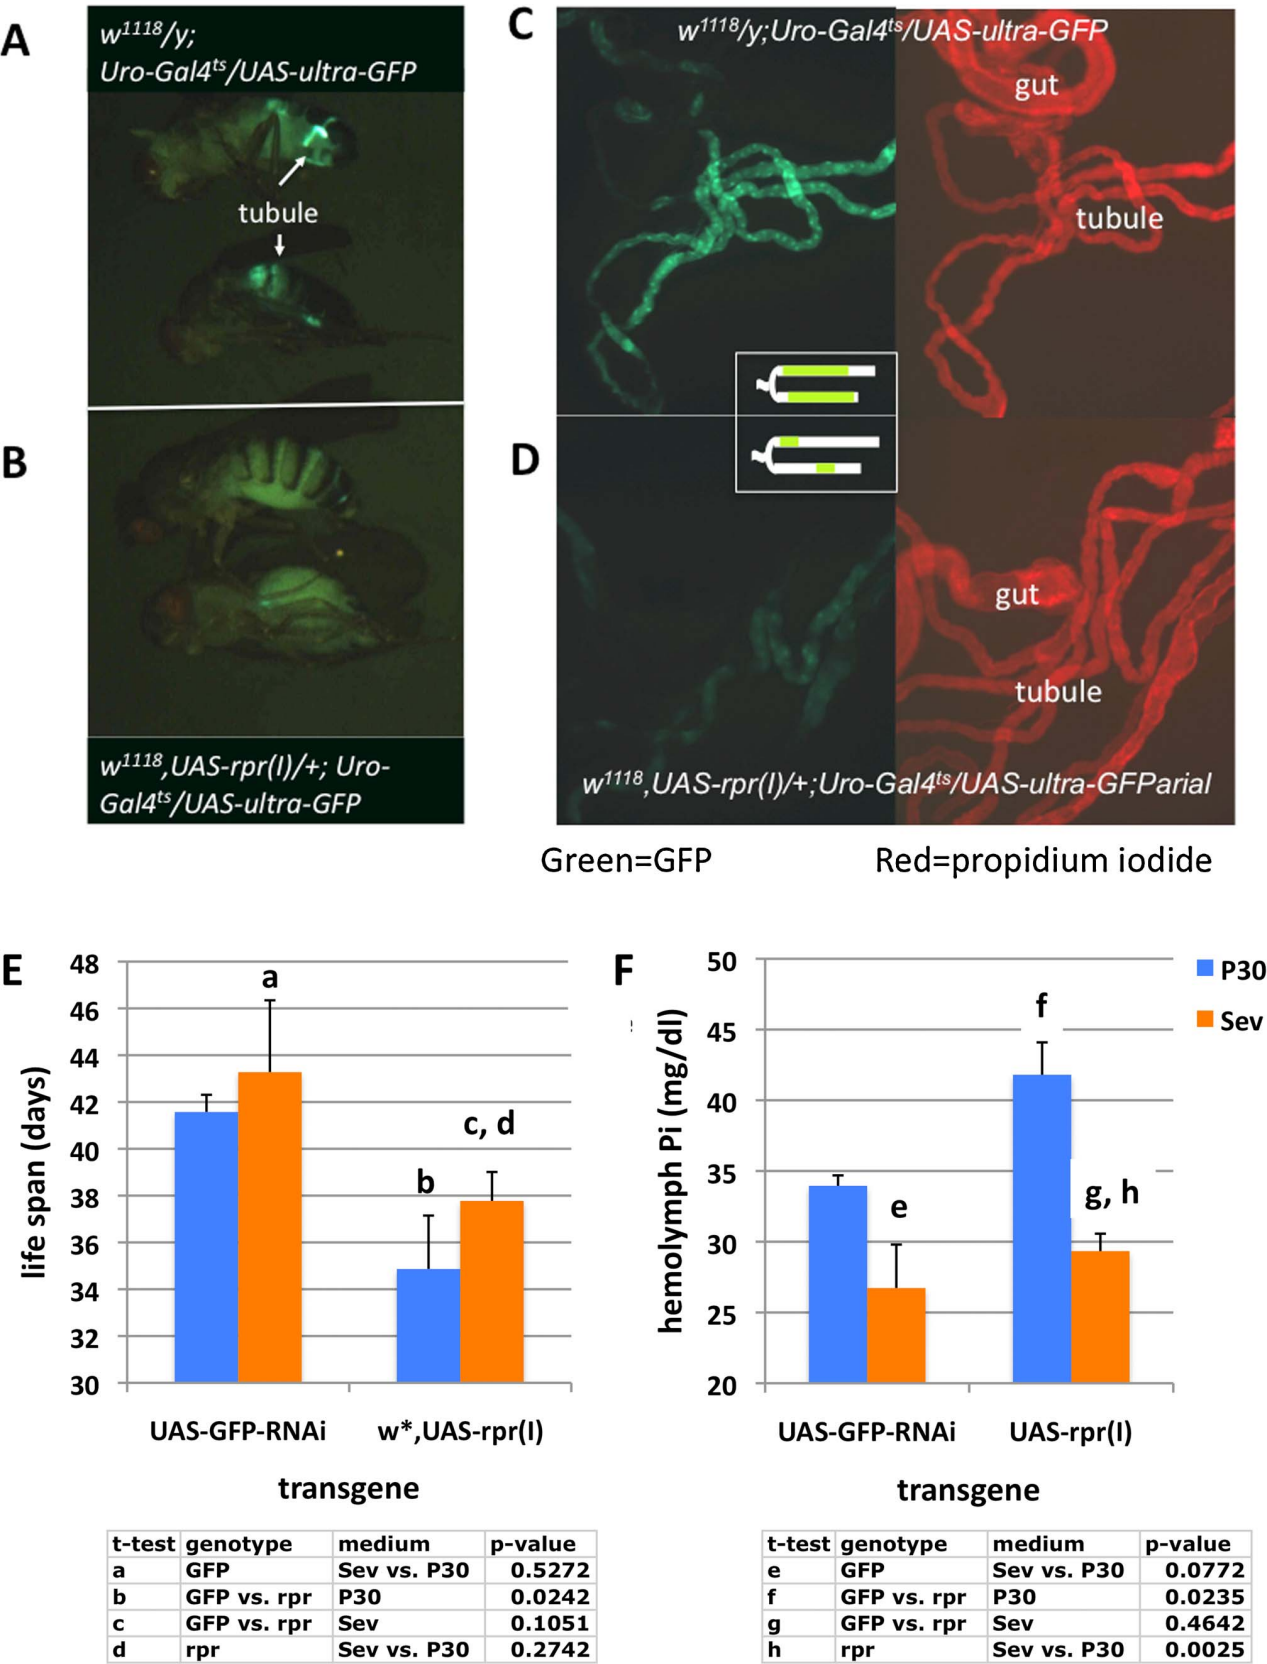 A
w1118/y;
Uro-Gal4ts/UAS-ultra-GFP
tubule
B
w1118,UAS-rpr(I)/+; Uro-
Gal4ts/UAS-ultra-GFP
C
w1118/y;Uro-Gal4ts/UAS-ultra-GFP
gut
tubule
D
gut
tubule
w1118,UAS-rpr(I)/+;Uro-Gal4ts/UAS-ultra-GFPArial
Green=GFP
Red=propidium iodide
E
48
46
44
42
40
38
36
34
32
30
life span (days)
a
b
c, d
UAS-GFP-RNAi
w*,UAS-rpr(I)
transgene
t-test genotype medium p-value
a GFP Sev vs. P30 0.5272
b GFP vs. rpr P30 0.0242
c GFP vs. rpr Sev 0.1051
d rpr Sev vs. P30 0.2742
F
50
45
40
35
30
25
20
hemolymph Pi (mg/dl)
e
f
g, h
P30
Sev
UAS-GFP-RNAi
UAS-rpr(I)
transgene
t-test genotype medium p-value
e GFP Sev vs. P30 0.0772
f GFP vs. rpr P30 0.0235
g GFP vs. rpr Sev 0.4642
h rpr Sev vs. P30 0.0025